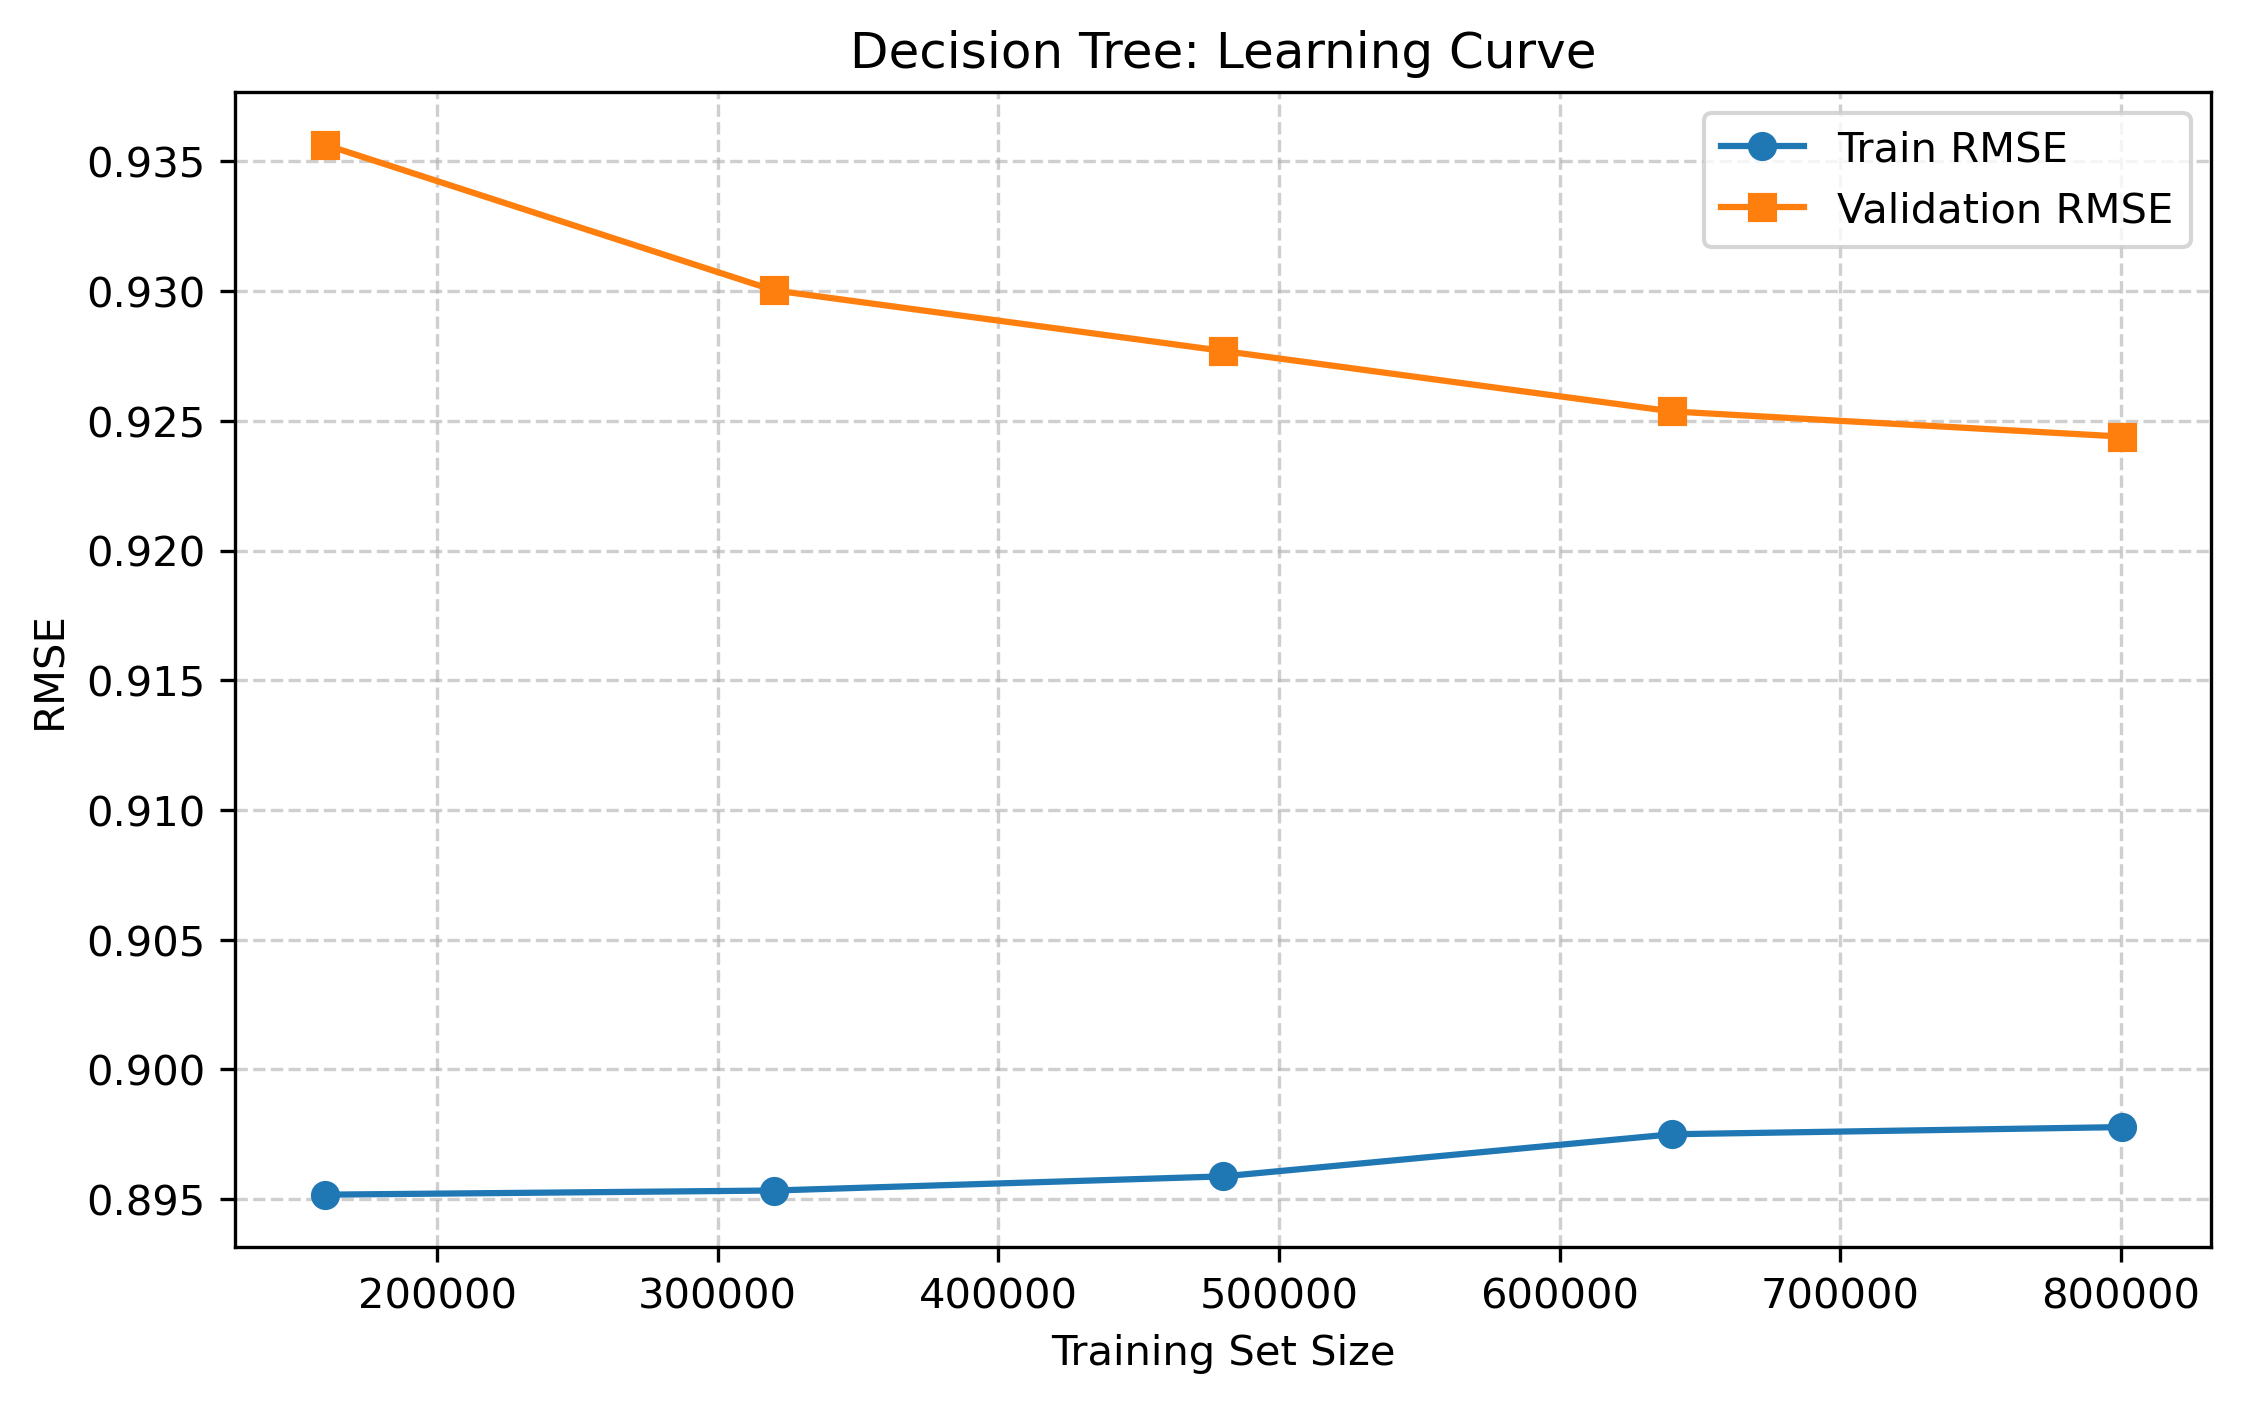 Decision Tree: Learning Curve
Train RMSE
Validation RMSE
0.935
0.930
0.925
0.920
0.915
0.910
0.905
0.900
0.895
RMSE
200000 300000 400000 500000 600000 700000 800000
Training Set Size